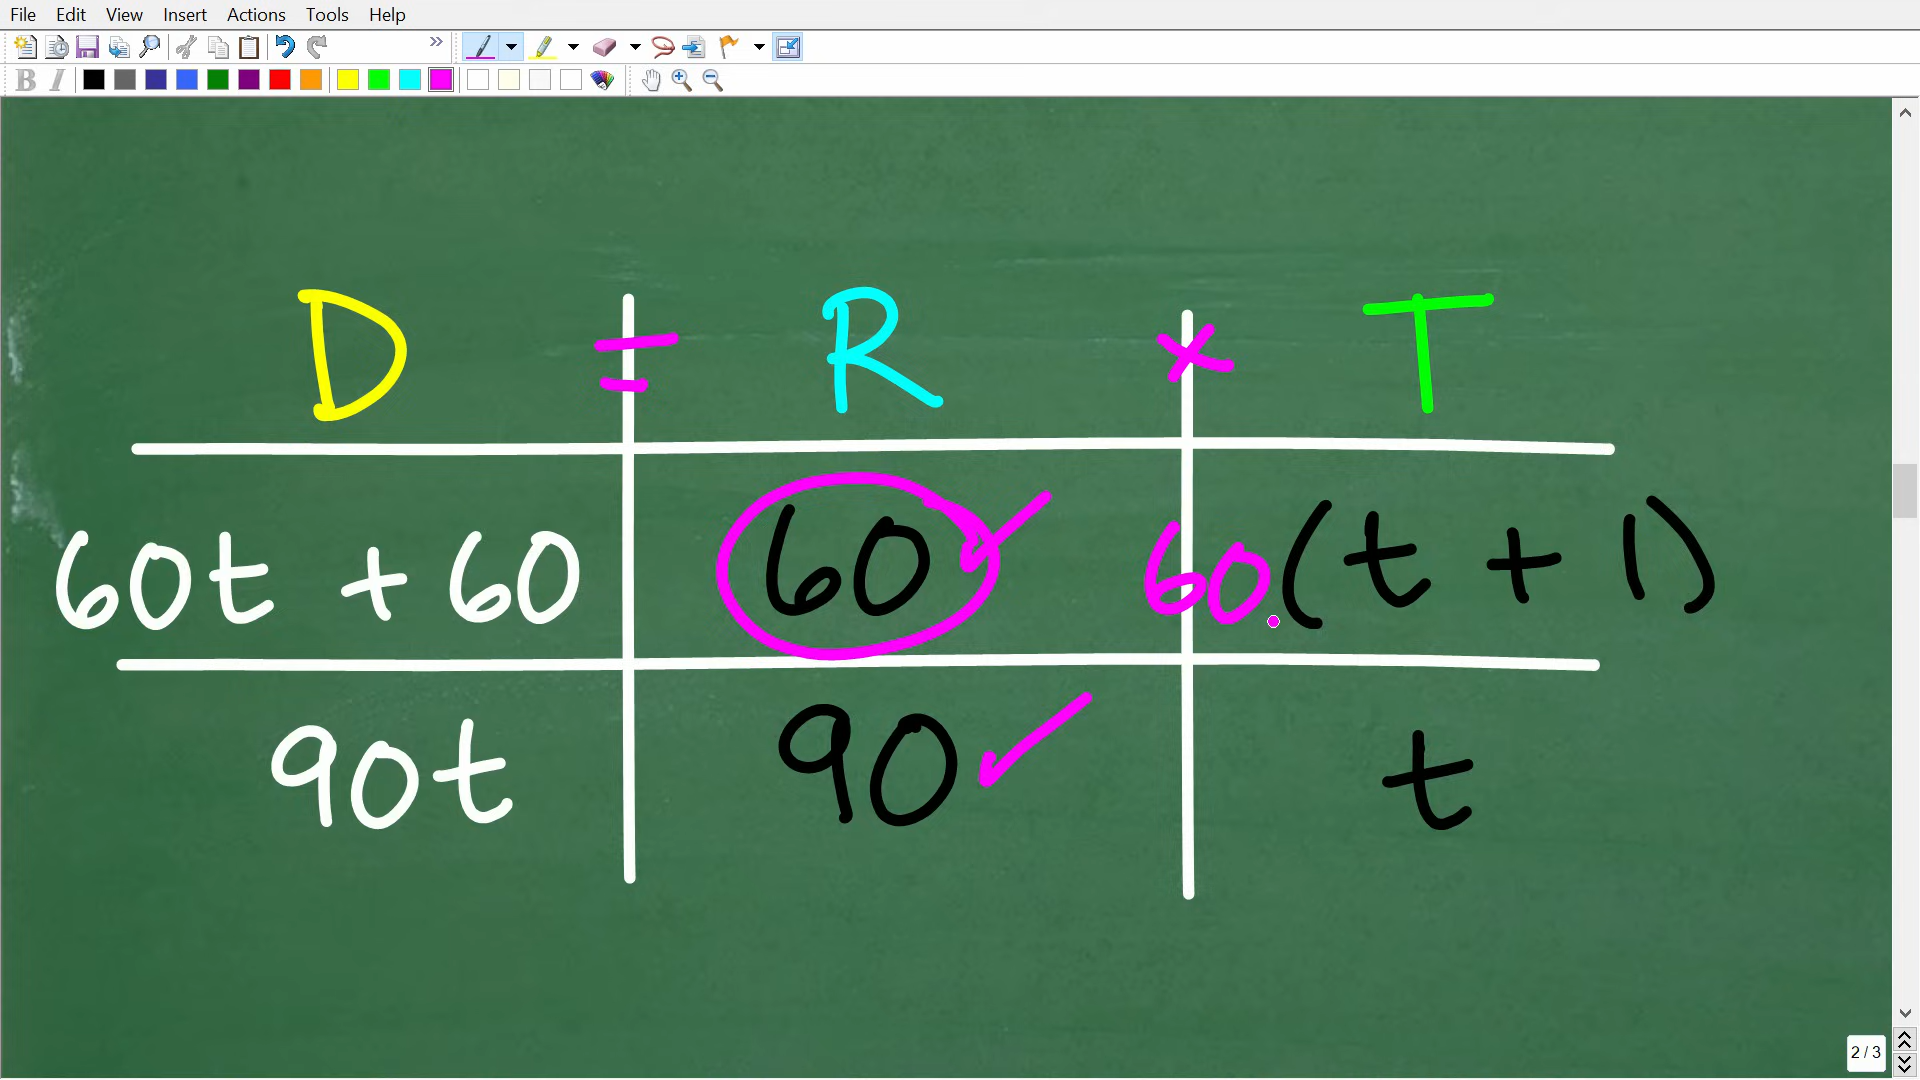 File Edit View Insert Actions Tools Help
B I
D = R × T
60t + 60 60 60(t + 1)
90t 90 t
2 / 3